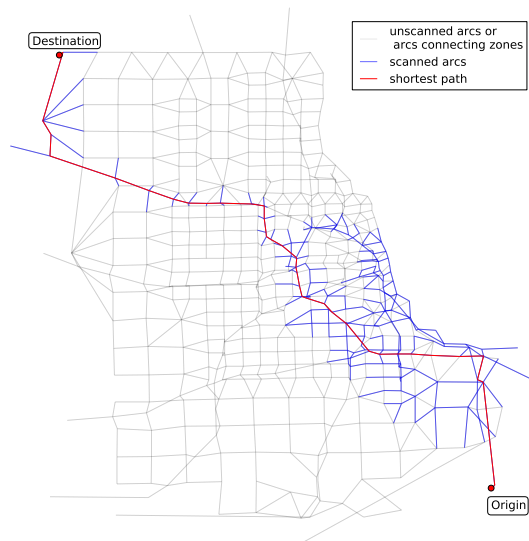 unscanned arcs or
arcs connecting zones
scanned arcs
shortest path
Destination
Origin